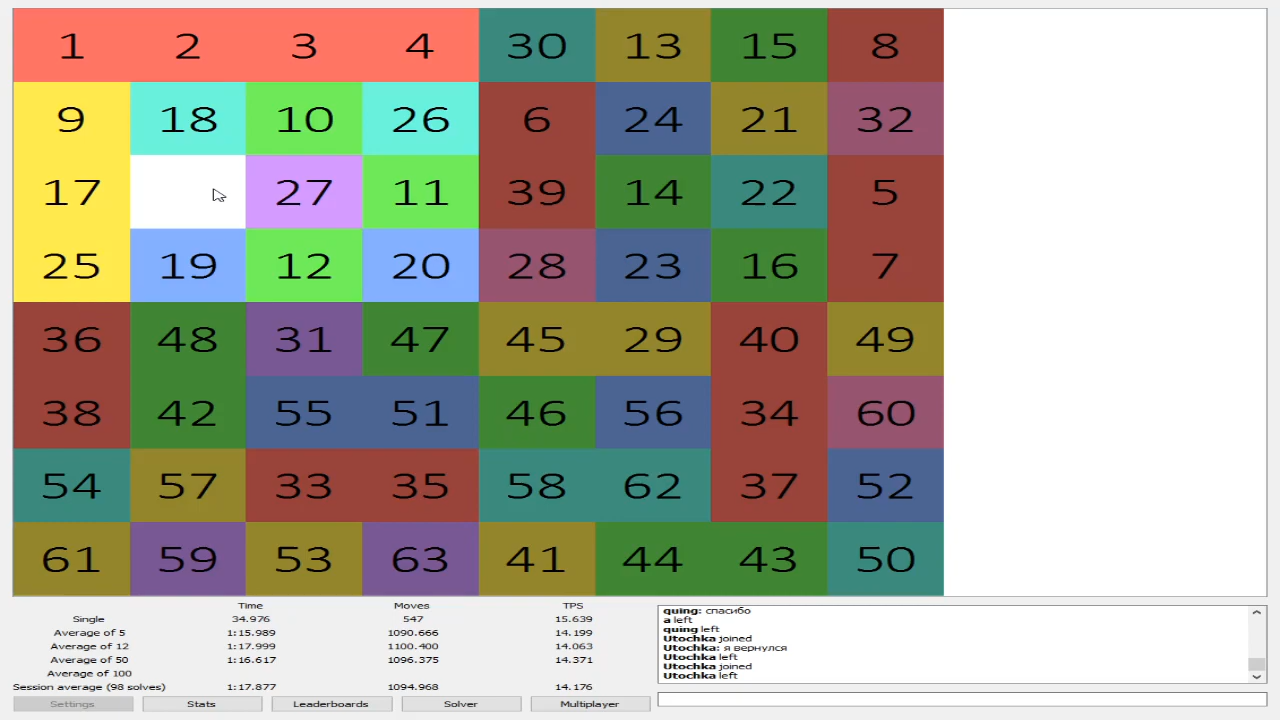 1 2 3 4 30 13 15 8
9 18 10 26 6 24 21 32
17 27 11 39 14 22 5
25 19 12 20 28 23 16 7
36 48 31 47 45 29 40 49
38 42 55 51 46 56 34 60
54 57 33 35 58 62 37 52
61 59 53 63 41 44 43 50
Time Moves TPS
Single 34.976 547 15.639
Average of 5 1:15.989 1090.666 14.199
Average of 12 1:17.999 1100.400 14.063
Average of 50 1:16.617 1096.375 14.371
Average of 100
Session average (98 solves) 1:17.877 1094.968 14.176
Settings Stats Leaderboards Solver Multiplayer
quing: спасибо
a left
quing left
Utochka joined
Utochka: я вернулся
Utochka left
Utochka joined
Utochka left